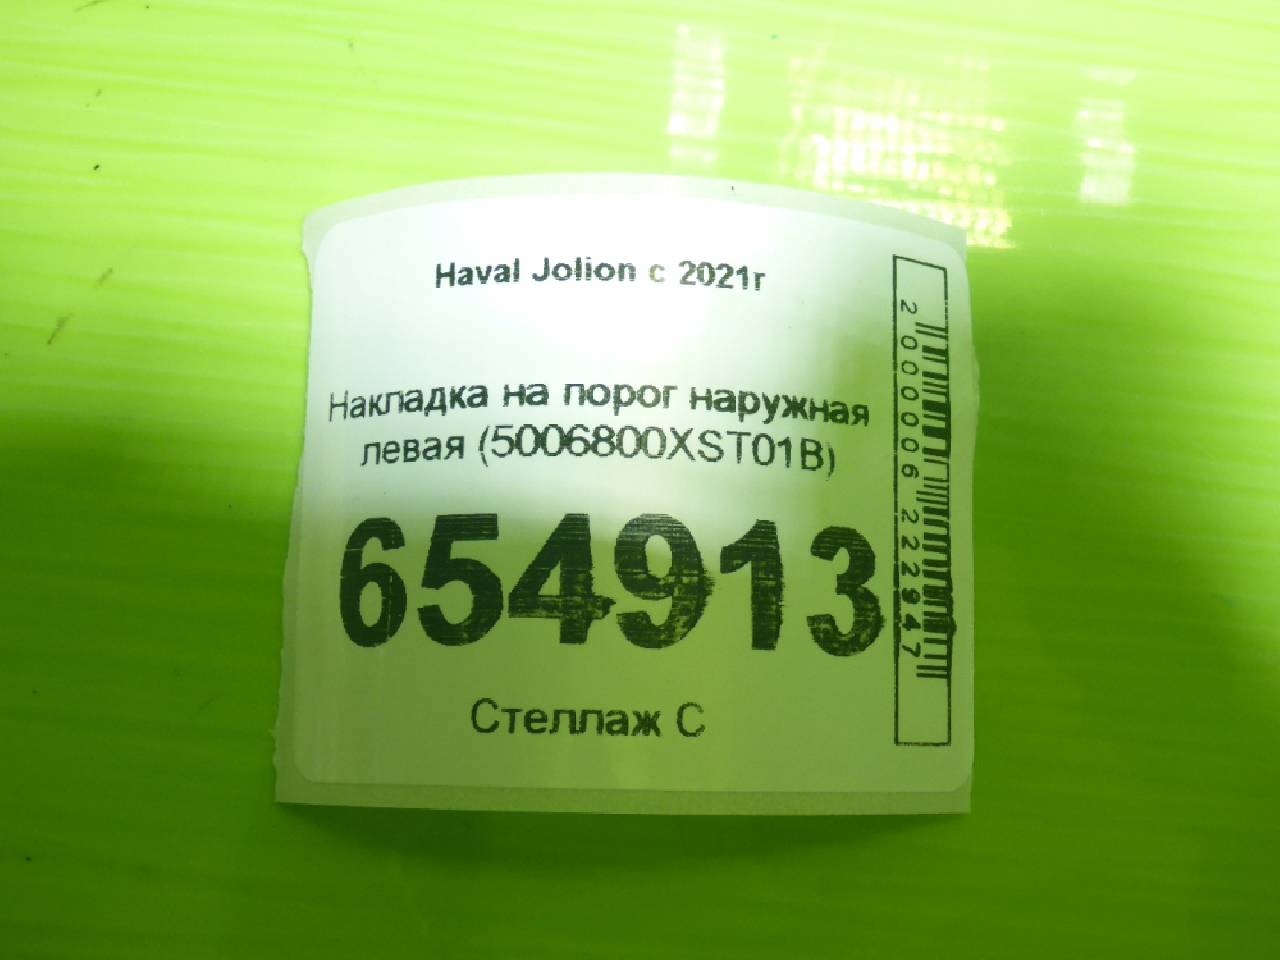 Haval Jolion с 2021г
Накладка на порог наружная
левая (5006800XST01B)
654913
Стеллаж С
2000006222947